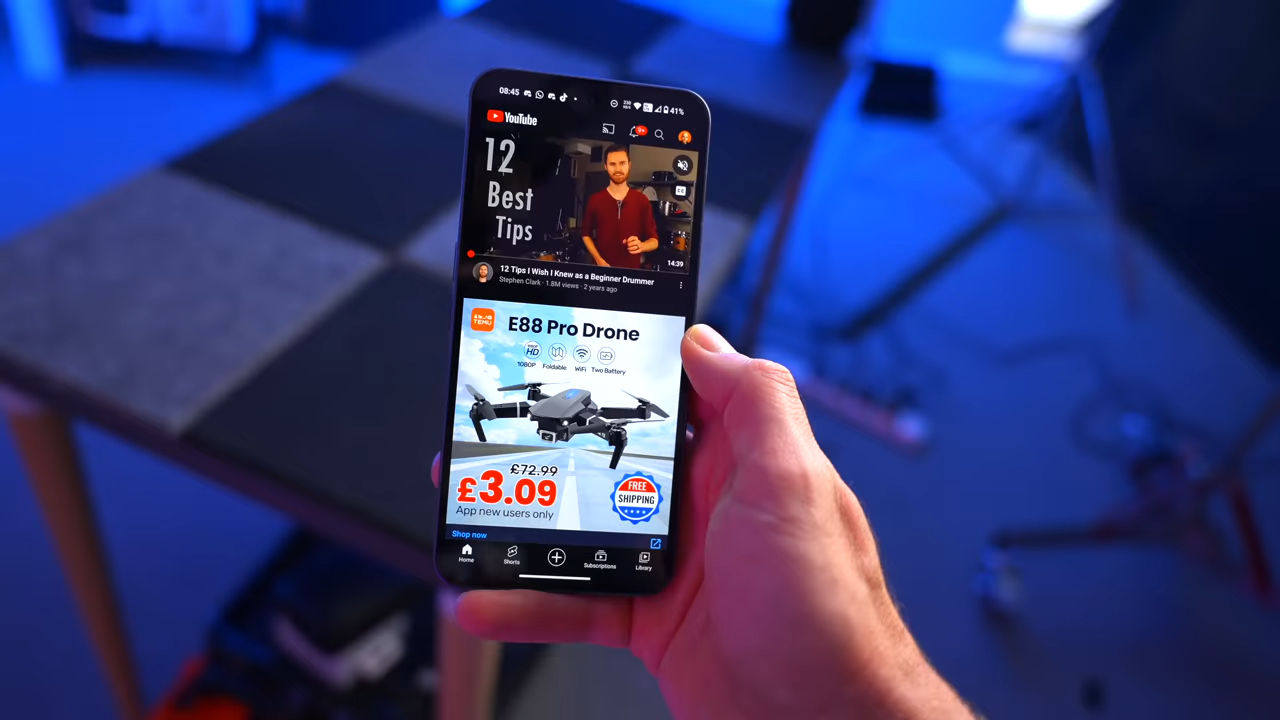 08:45
41%
YouTube
9+
12
Best
Tips
CC
14:39
12 Tips I Wish I Knew as a Beginner Drummer
Stephen Clark · 1.8M views · 2 years ago
TEMU
E88 Pro Drone
HD
1080P Foldable WiFi Two Battery
£72.99
£3.09
App new users only
FREE
SHIPPING
Shop now
Home Shorts Subscriptions Library